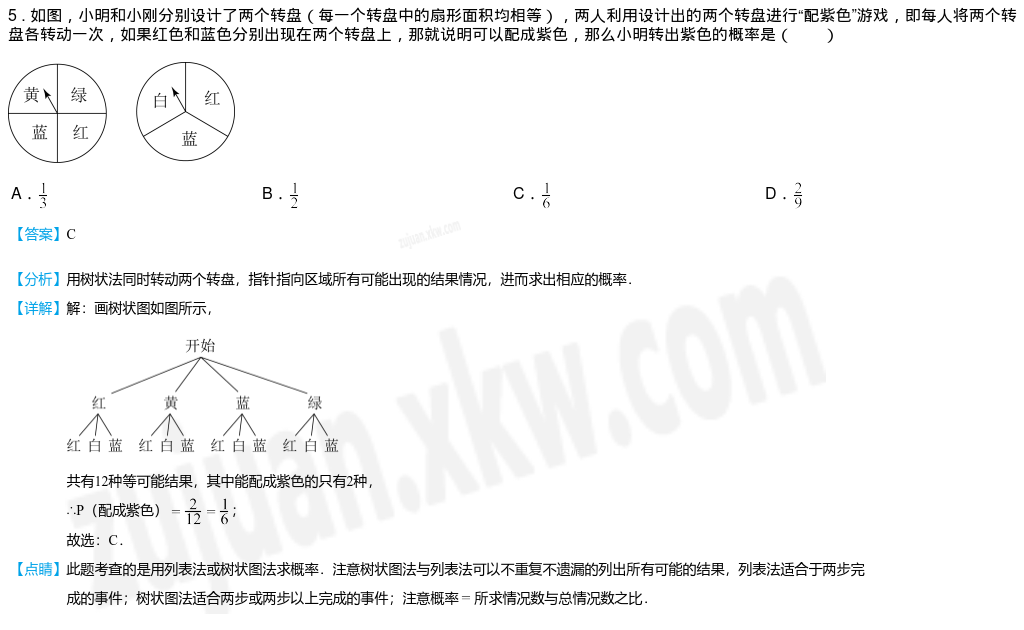 5．如图，小明和小刚分别设计了两个转盘（每一个转盘中的扇形面积均相等），两人利用设计出的两个转盘进行“配紫色”游戏，即每人将两个转
盘各转动一次，如果红色和蓝色分别出现在两个转盘上，那就说明可以配成紫色，那么小明转出紫色的概率是（　　）
黄 绿 白 红
蓝 红 蓝
A．1/3 B．1/2 C．1/6 D．2/9
【答案】C
zujuan.xkw.com
【分析】用树状法同时转动两个转盘，指针指向区域所有可能出现的结果情况，进而求出相应的概率．
【详解】解：画树状图如图所示，
开始
红 黄 蓝 绿
红 白 蓝 红 白 蓝 红 白 蓝 红 白 蓝
共有12种等可能结果，其中能配成紫色的只有2种，
∴P（配成紫色）＝2/12＝1/6；
故选：C．
【点睛】此题考查的是用列表法或树状图法求概率．注意树状图法与列表法可以不重复不遗漏的列出所有可能的结果，列表法适合于两步完
成的事件；树状图法适合两步或两步以上完成的事件；注意概率＝所求情况数与总情况数之比．
zujuan.xkw.com